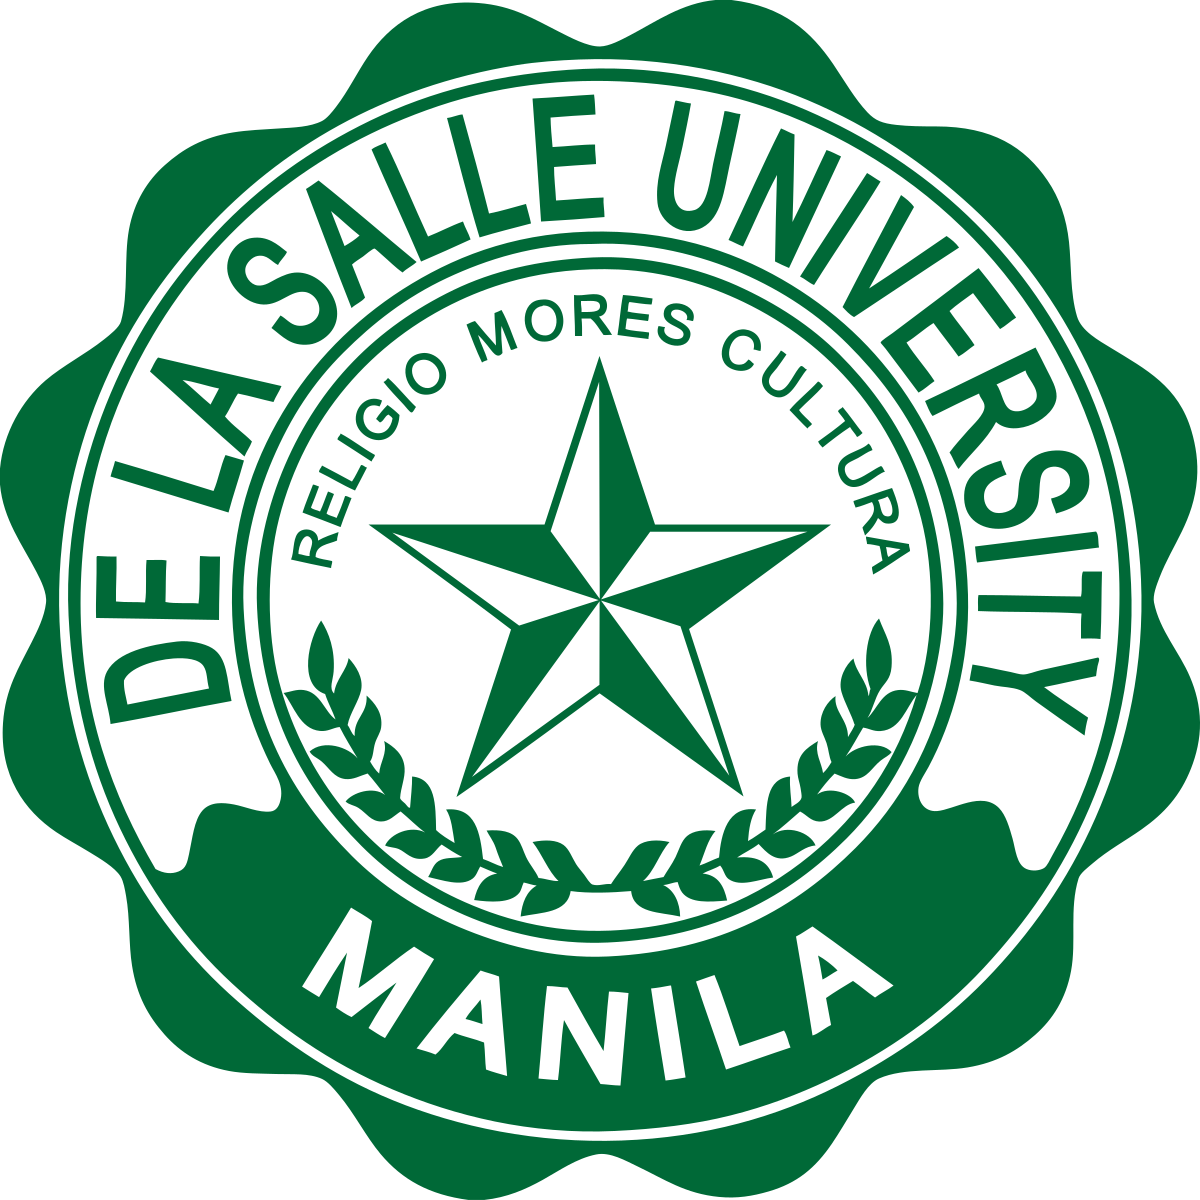 DE LA SALLE UNIVERSITY
RELIGIO MORES CULTURA
MANILA